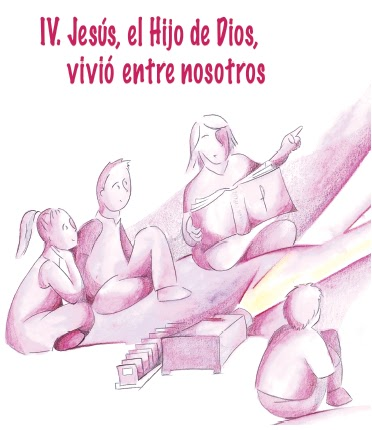 IV. Jesús, el Hijo de Dios,
vivió entre nosotros